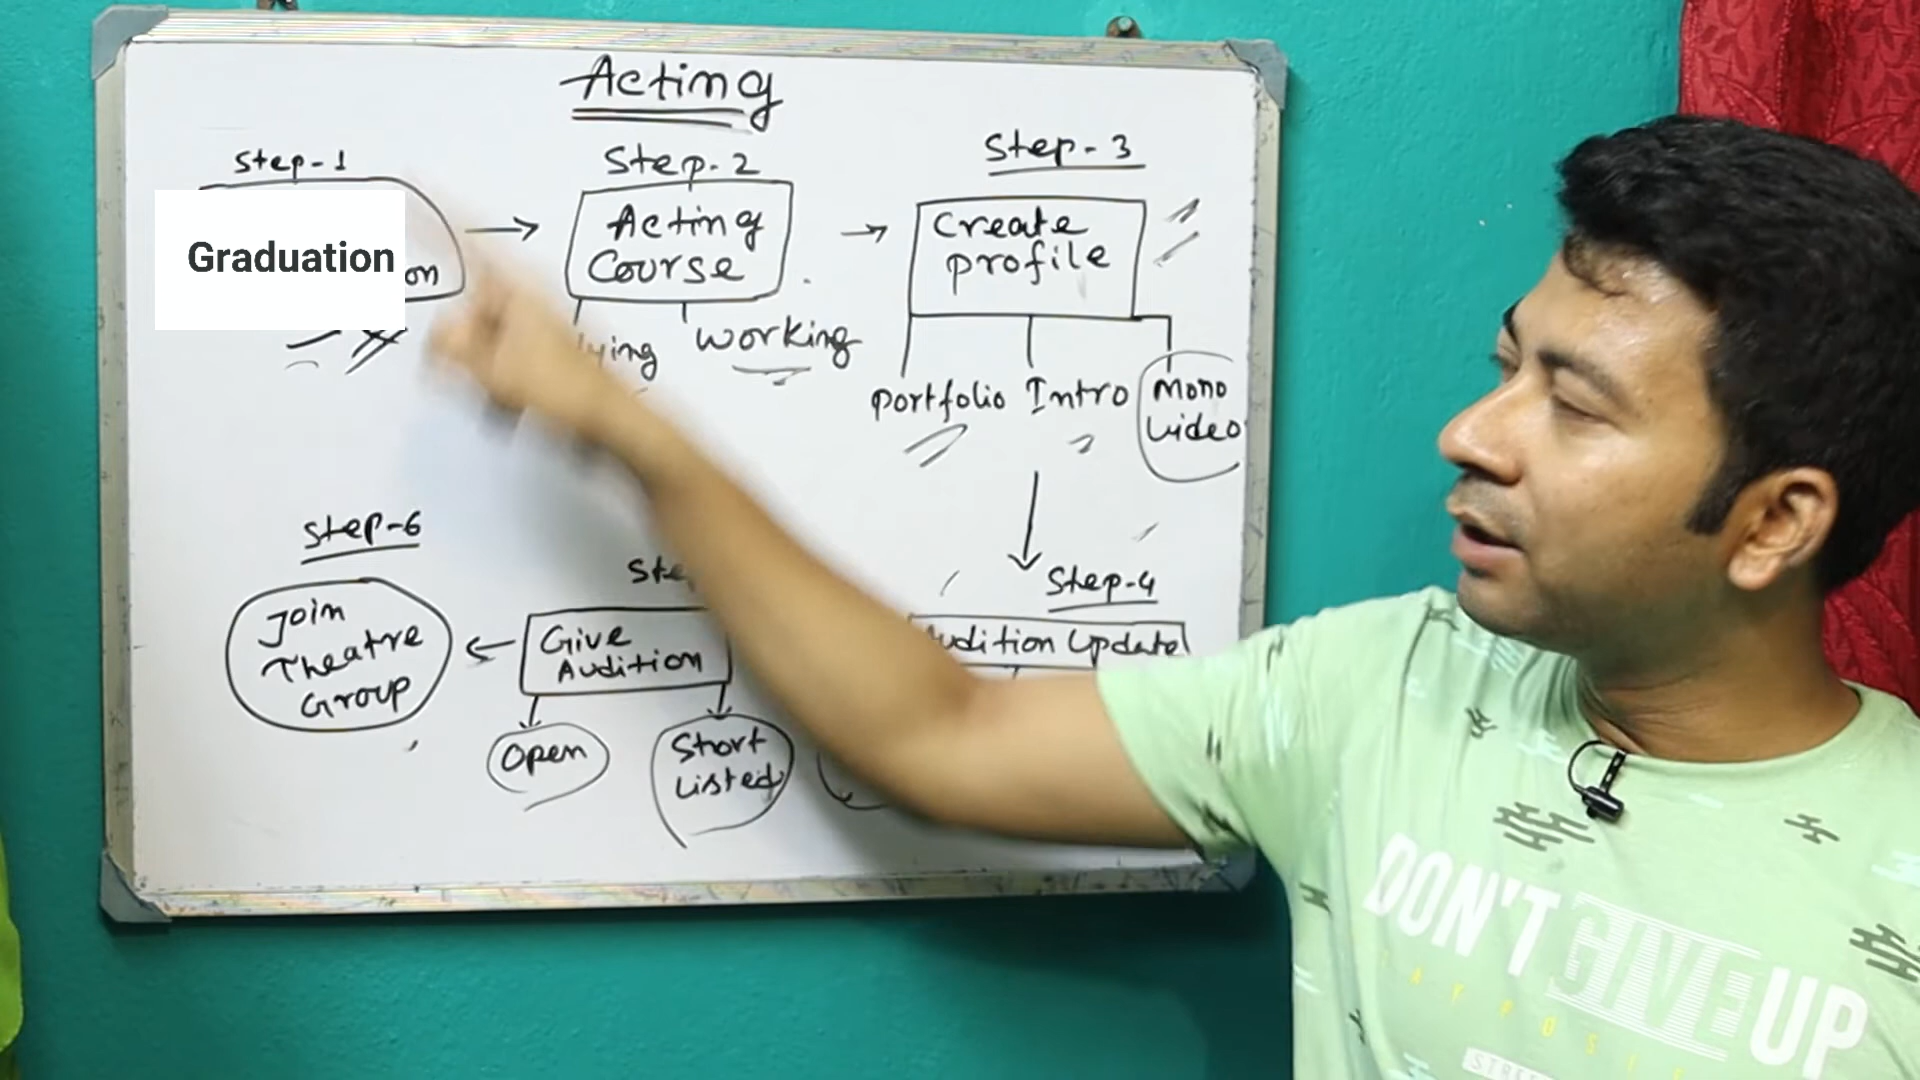 Acting
Step-1
Graduation
on
Step-2
Acting
Course
working
Step-3
Create
profile
Portfolio
Intro
Mono
Video
Step-4
Audition Update
Give
Audition
Open
Short
Listed
Step-6
Join
Theatre
Group
DON'T GIVE UP